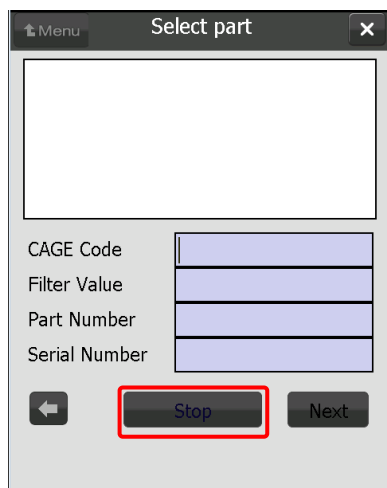 Menu Select part
CAGE Code
Filter Value
Part Number
Serial Number
Stop Next